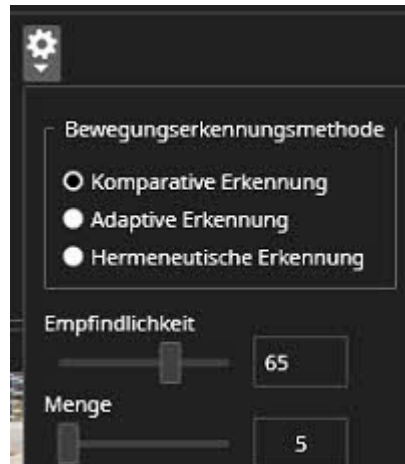 Bewegungserkennungsmethode
Komparative Erkennung
Adaptive Erkennung
Hermeneutische Erkennung
Empfindlichkeit
65
Menge
5